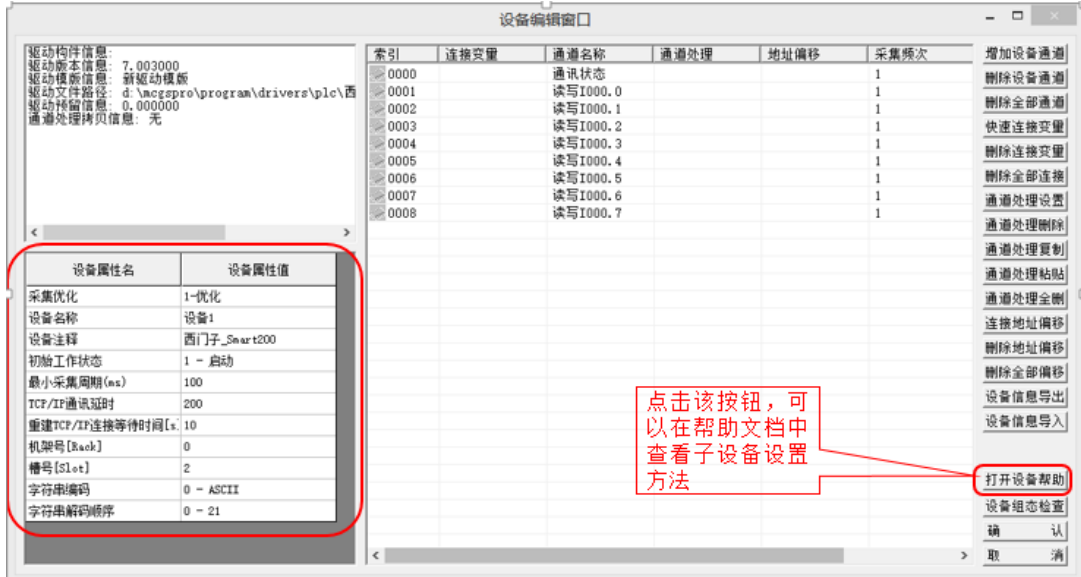 设备编辑窗口
驱动构件信息:
驱动版本信息: 7.003000
驱动模版信息: 新驱动模版
驱动文件路径: d:\mcgspro\program\drivers\plc\西
驱动预留信息: 0.000000
通道处理拷贝信息: 无
设备属性名 设备属性值
采集优化 1-优化
设备名称 设备1
设备注释 西门子_Smart200
初始工作状态 1 - 启动
最小采集周期(ms) 100
TCP/IP通讯延时 200
重建TCP/IP连接等待时间[s] 10
机架号[Rack] 0
槽号[Slot] 2
字符串编码 0 - ASCII
字符串解码顺序 0 - 21
索引 连接变量 通道名称 通道处理 地址偏移 采集频次
0000 通讯状态 1
0001 读写I000.0 1
0002 读写I000.1 1
0003 读写I000.2 1
0004 读写I000.3 1
0005 读写I000.4 1
0006 读写I000.5 1
0007 读写I000.6 1
0008 读写I000.7 1
点击该按钮，可
以在帮助文档中
查看子设备设置
方法
增加设备通道
删除设备通道
删除全部通道
快速连接变量
删除连接变量
删除全部连接
通道处理设置
通道处理删除
通道处理复制
通道处理粘贴
通道处理全删
连接地址偏移
删除地址偏移
删除全部偏移
设备信息导出
设备信息导入
打开设备帮助
设备组态检查
确 认
取 消